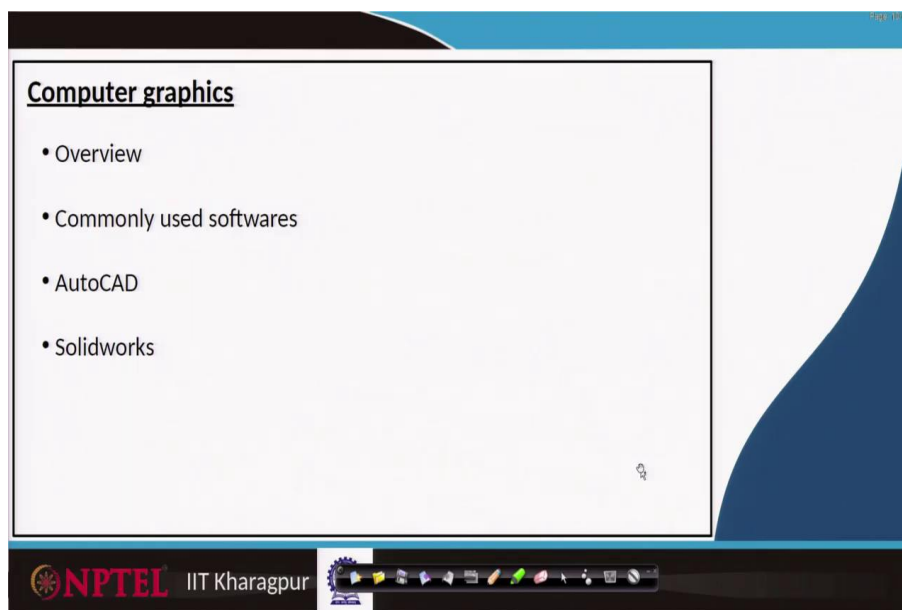 Computer graphics
• Overview
• Commonly used softwares
• AutoCAD
• Solidworks
NPTEL IIT Kharagpur